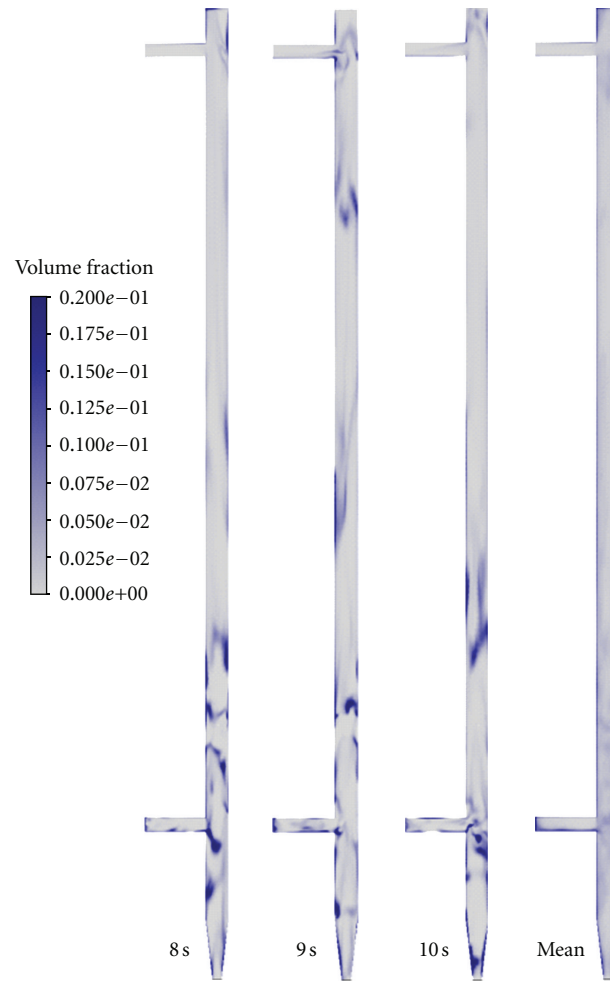 Volume fraction
0.200e−01
0.175e−01
0.150e−01
0.125e−01
0.100e−01
0.075e−02
0.050e−02
0.025e−02
0.000e+00
8 s
9 s
10 s
Mean